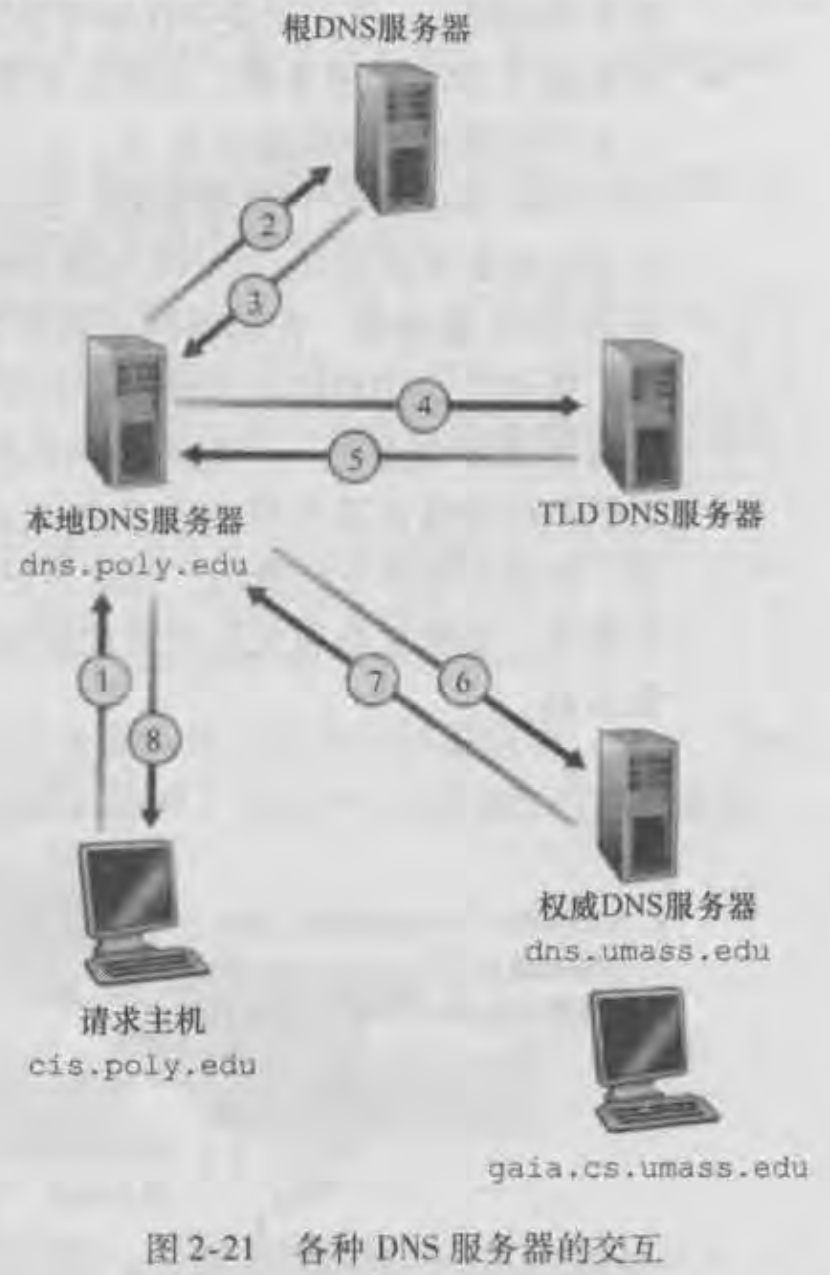 根DNS服务器
2
3
4
5
本地DNS服务器
dns.poly.edu
TLD DNS服务器
1
7
6
8
权威DNS服务器
dns.umass.edu
请求主机
cis.poly.edu
gaia.cs.umass.edu
图 2-21 各种 DNS 服务器的交互